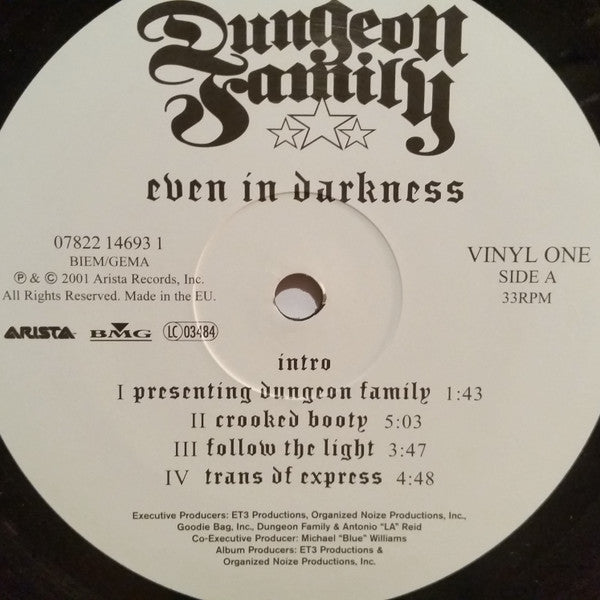 Dungeon
Family
even in darkness
07822 14693 1
BIEM/GEMA
℗ & © 2001 Arista Records, Inc.
All Rights Reserved. Made in the EU.
ARISTA BMG LC 03484
VINYL ONE
SIDE A
33RPM
intro
I presenting dungeon family 1:43
II crooked booty 5:03
III follow the light 3:47
IV trans df express 4:48
Executive Producers: ET3 Productions, Organized Noize Productions, Inc.,
Goodie Bag, Inc., Dungeon Family & Antonio "LA" Reid
Co-Executive Producer: Michael "Blue" Williams
Album Producers: ET3 Productions &
Organized Noize Productions, Inc.